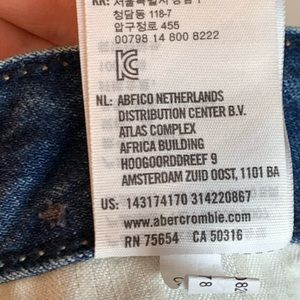 청담동 118-7
압구정로 455
00798 14 800 8222
NL: ABFICO NETHERLANDS
DISTRIBUTION CENTER B.V.
ATLAS COMPLEX
AFRICA BUILDING
HOOGOORDDREEF 9
AMSTERDAM ZUID OOST, 1101 BA
US: 143174170 314220867
www.abercrombie.com
RN 75654 CA 50316